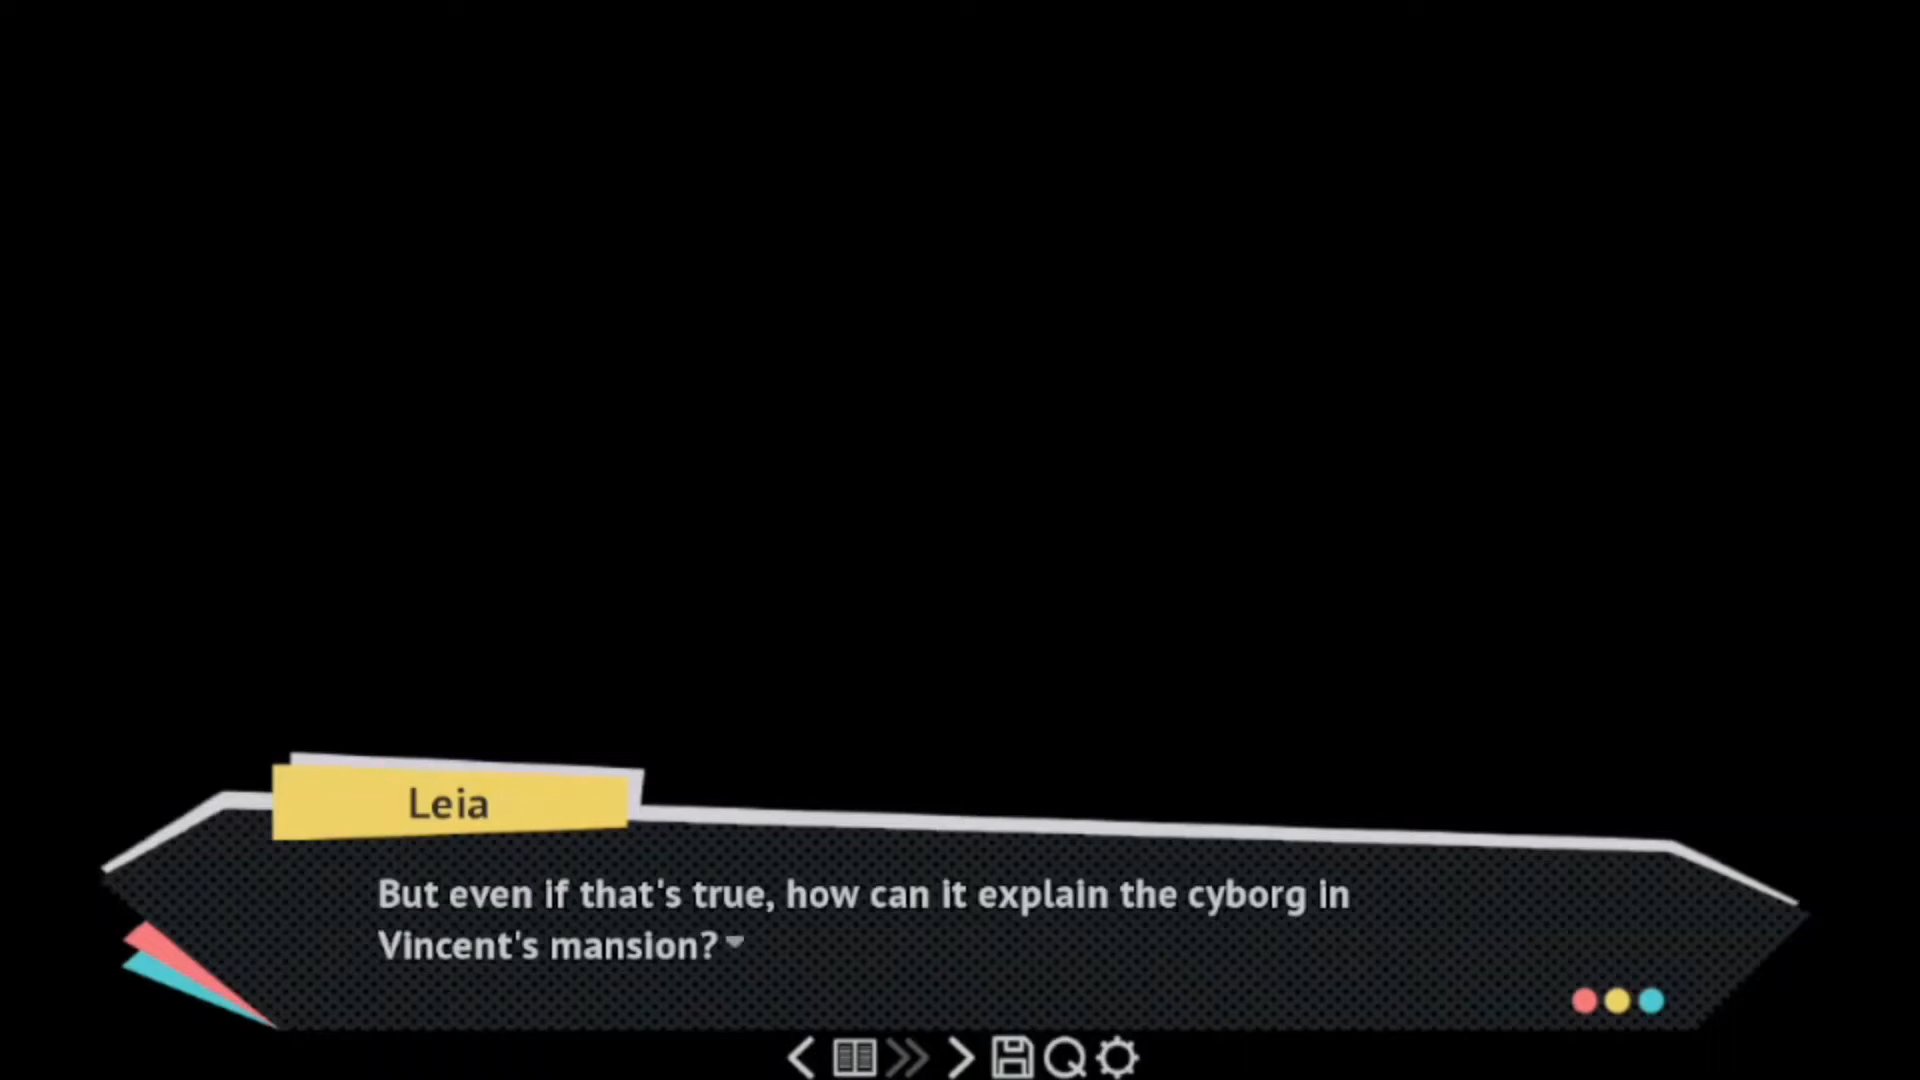 Leia
But even if that's true, how can it explain the cyborg in
Vincent's mansion?